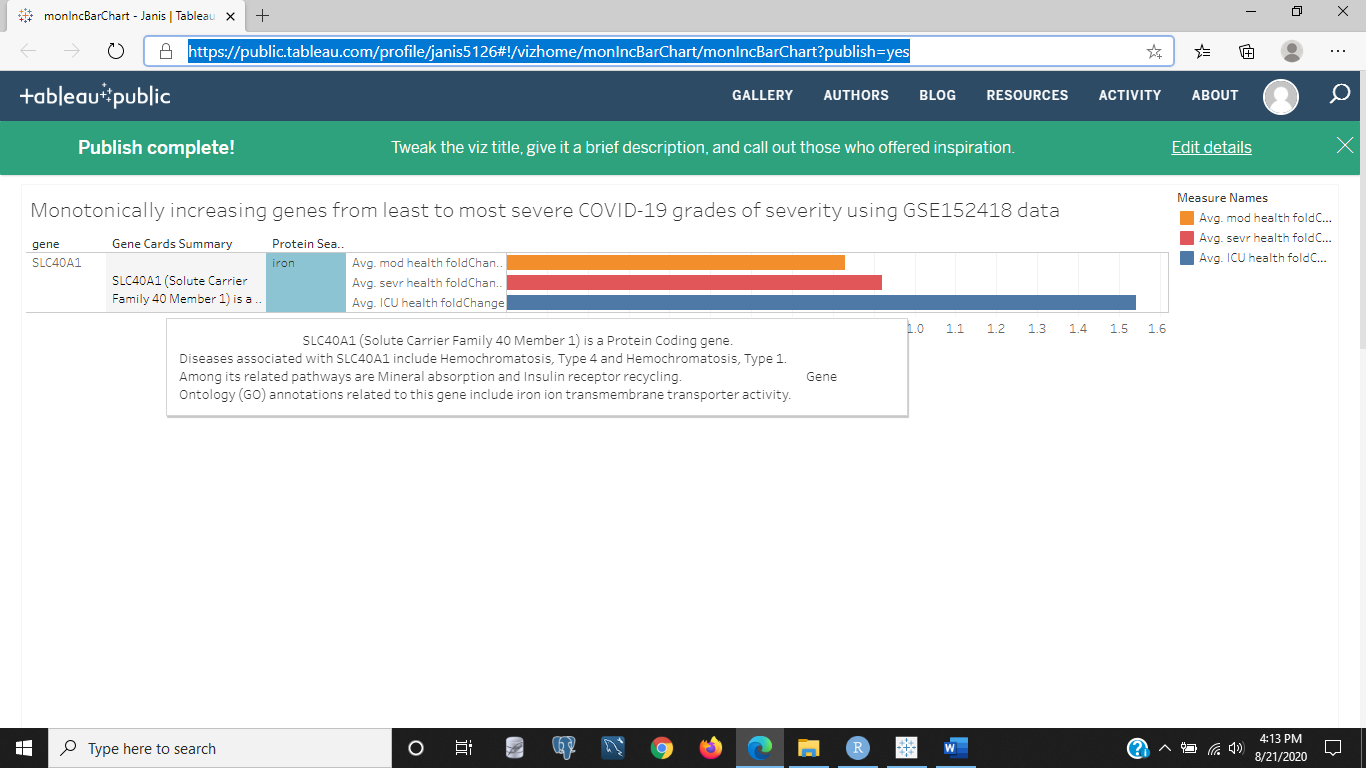 monIncBarChart - Janis | Tableau
https://public.tableau.com/profile/janis5126#!/vizhome/monIncBarChart/monIncBarChart?publish=yes
+ableau public
GALLERY AUTHORS BLOG RESOURCES ACTIVITY ABOUT
Publish complete! Tweak the viz title, give it a brief description, and call out those who offered inspiration. Edit details
Monotonically increasing genes from least to most severe COVID-19 grades of severity using GSE152418 data
Measure Names
Avg. mod health foldC...
Avg. sevr health foldC...
Avg. ICU health foldC...
gene Gene Cards Summary Protein Sea..
SLC40A1 iron Avg. mod health foldChan..
SLC40A1 (Solute Carrier Avg. sevr health foldChan..
Family 40 Member 1) is a .. Avg. ICU health foldChange
1.0 1.1 1.2 1.3 1.4 1.5 1.6
SLC40A1 (Solute Carrier Family 40 Member 1) is a Protein Coding gene.
Diseases associated with SLC40A1 include Hemochromatosis, Type 4 and Hemochromatosis, Type 1.
Among its related pathways are Mineral absorption and Insulin receptor recycling. Gene
Ontology (GO) annotations related to this gene include iron ion transmembrane transporter activity.
Type here to search
R
W
4:13 PM
8/21/2020